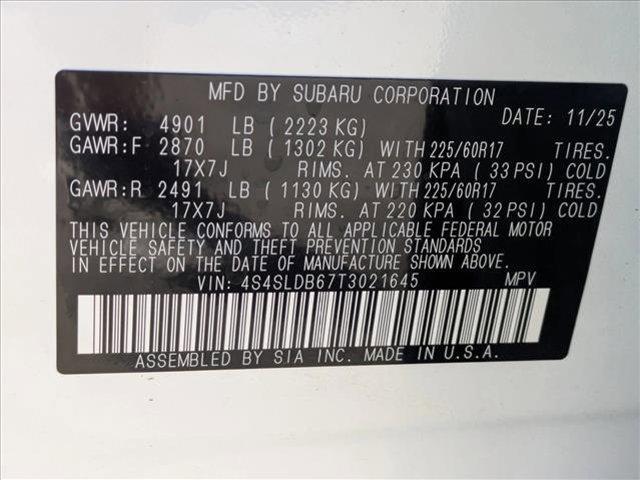 MFD BY SUBARU CORPORATION
DATE: 11/25
GVWR: 4901 LB ( 2223 KG)
GAWR:F 2870 LB ( 1302 KG) WITH 225/60R17 TIRES.
17X7J RIMS. AT 230 KPA ( 33 PSI) COLD
GAWR:R 2491 LB ( 1130 KG) WITH 225/60R17 TIRES.
17X7J RIMS. AT 220 KPA ( 32 PSI) COLD
THIS VEHICLE CONFORMS TO ALL APPLICABLE FEDERAL MOTOR
VEHICLE SAFETY AND THEFT PREVENTION STANDARDS
IN EFFECT ON THE DATE OF MANUFACTURE SHOWN ABOVE.
VIN: 4S4SLDB67T3021645 MPV
ASSEMBLED BY SIA INC. MADE IN U.S.A.